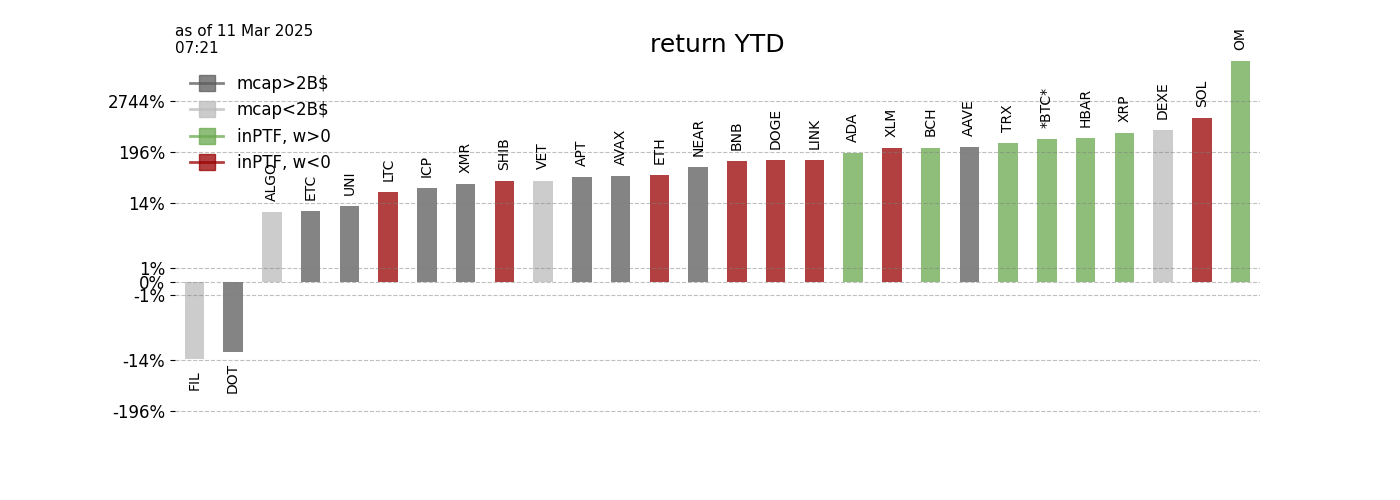 as of 11 Mar 2025
07:21
return YTD
mcap>2B$
mcap<2B$
inPTF, w>0
inPTF, w<0
2744%
196%
14%
1%
0%
-1%
-14%
-196%
FIL
DOT
ALGO
ETC
UNI
LTC
ICP
XMR
SHIB
VET
APT
AVAX
ETH
NEAR
BNB
DOGE
LINK
ADA
XLM
BCH
AAVE
TRX
*BTC*
HBAR
XRP
DEXE
SOL
OM